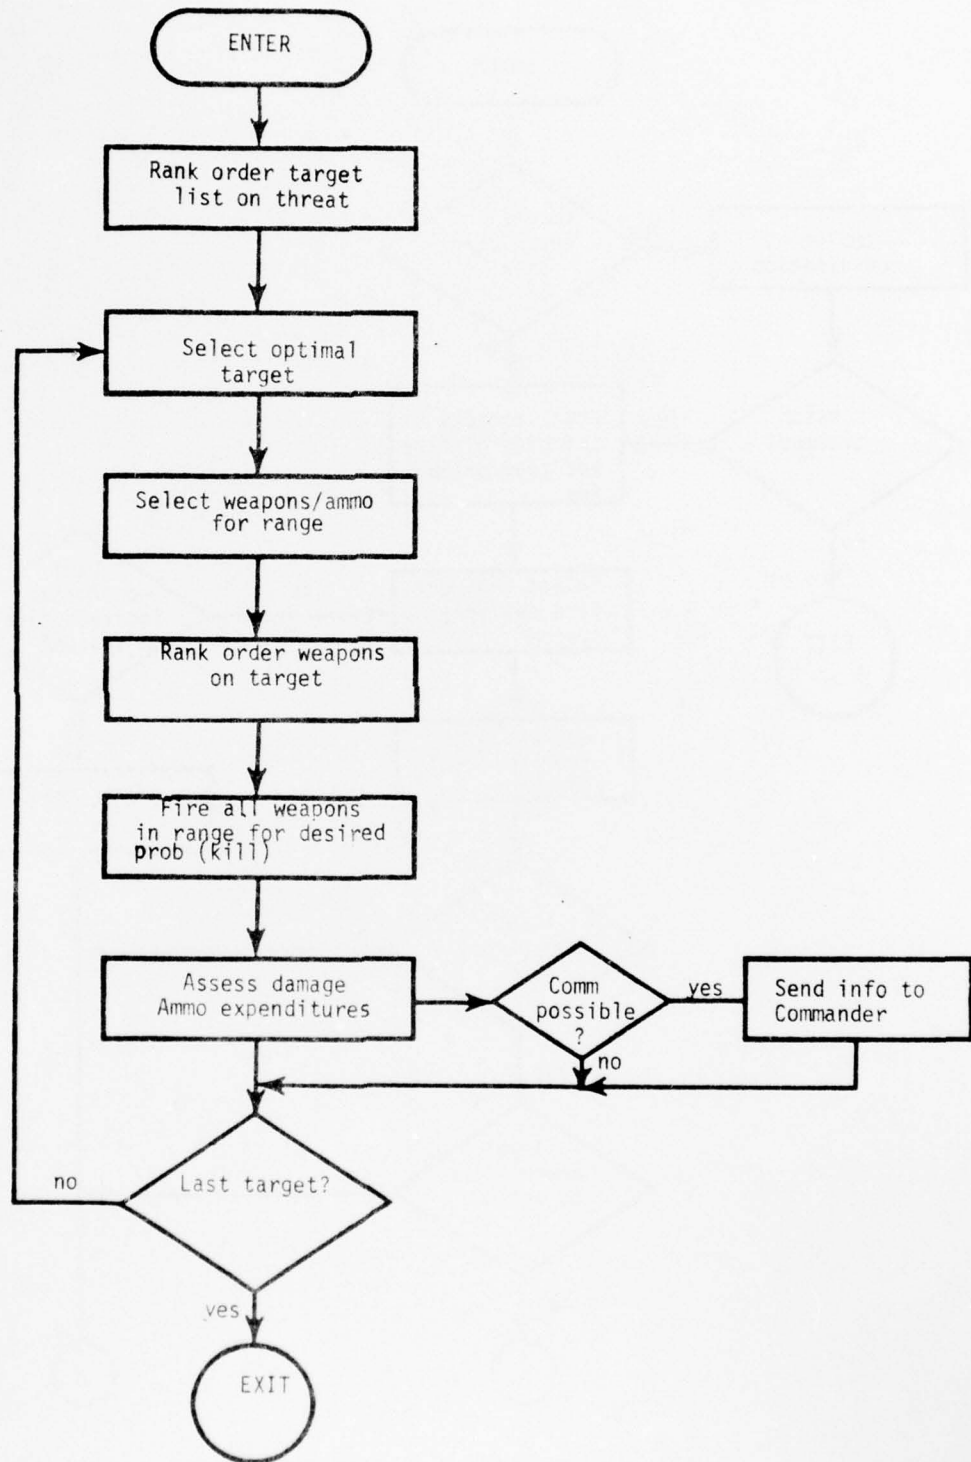 ENTER
Rank order target
list on threat
Select optimal
target
Select weapons/ammo
for range
Rank order weapons
on target
Fire all weapons
in range for desired
prob (kill)
Assess damage
Ammo expenditures
Comm
possible
?
yes
Send info to
Commander
no
Last target?
no
yes
EXIT